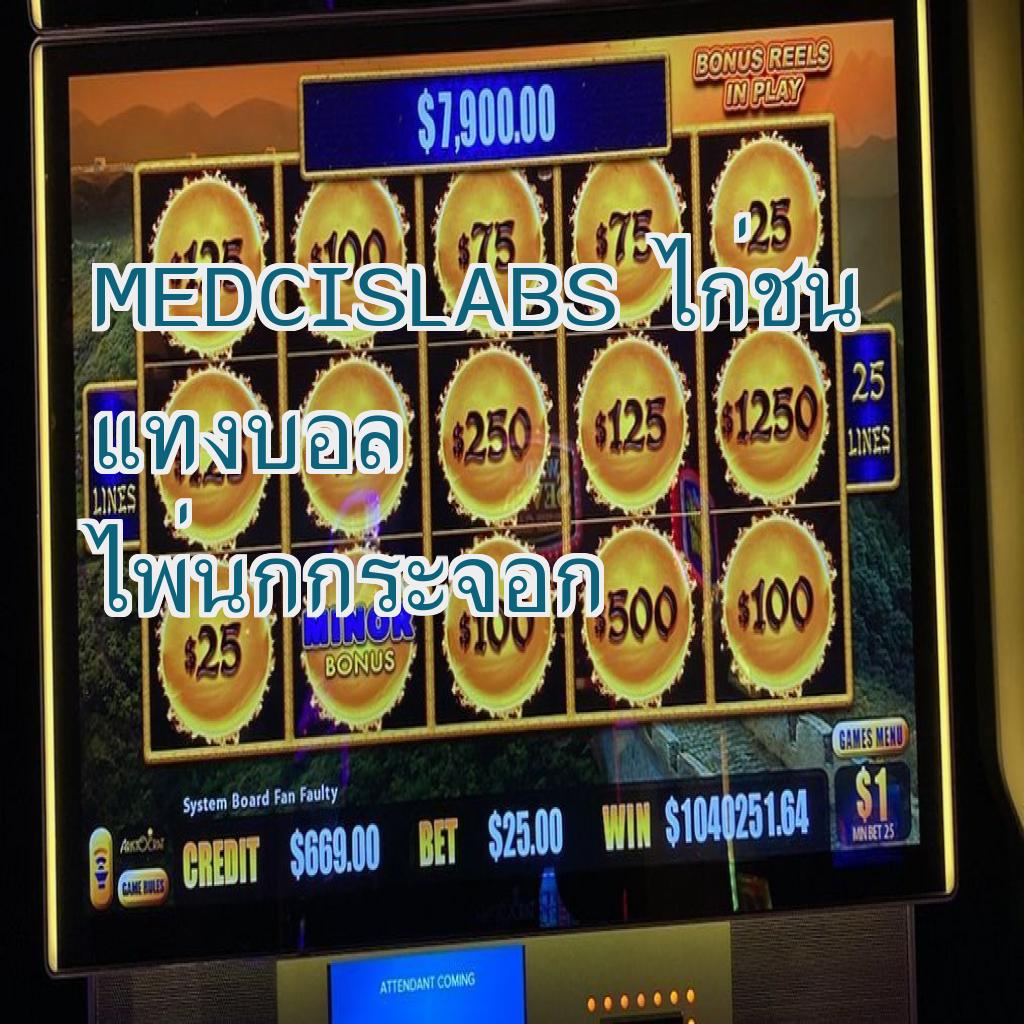 BONUS REELS
IN PLAY
$7,900.00
$125 $100 $75 $75 $25
MEDCISLABS ไก่ชน
25
LINES
$250 $125 $1250
แทงบอล
LINES
ไพ่นกกระจอก
$25 MINOR $100 $500 $100
BONUS
GAMES MENU
System Board Fan Faulty
$1
MIN BET 25
ARISTOCRAT
CREDIT $669.00 BET $25.00 WIN $1040251.64
GAME RULES
ATTENDANT COMING